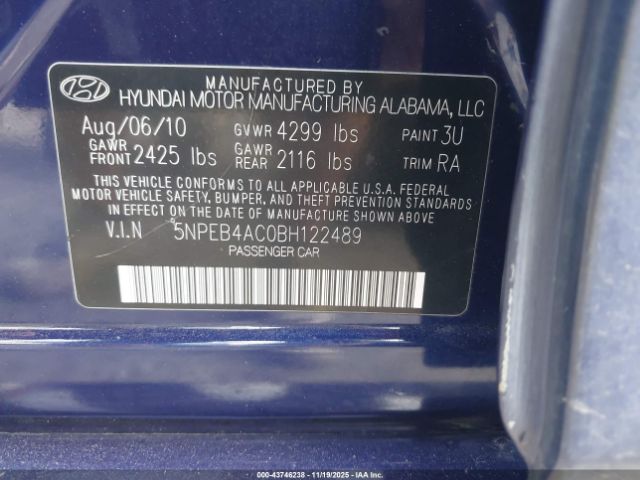 MANUFACTURED BY
HYUNDAI MOTOR MANUFACTURING ALABAMA, LLC
Aug/06/10 GVWR 4299 lbs PAINT 3U
GAWR FRONT 2425 lbs GAWR REAR 2116 lbs TRIM RA
THIS VEHICLE CONFORMS TO ALL APPLICABLE U.S.A. FEDERAL
MOTOR VEHICLE SAFETY, BUMPER, AND THEFT PREVENTION STANDARDS
IN EFFECT ON THE DATE OF MANUFACTURE SHOWN ABOVE
V.I.N 5NPEB4AC0BH122489
PASSENGER CAR
000-43746238 - 11/19/2025 - IAAI.COM